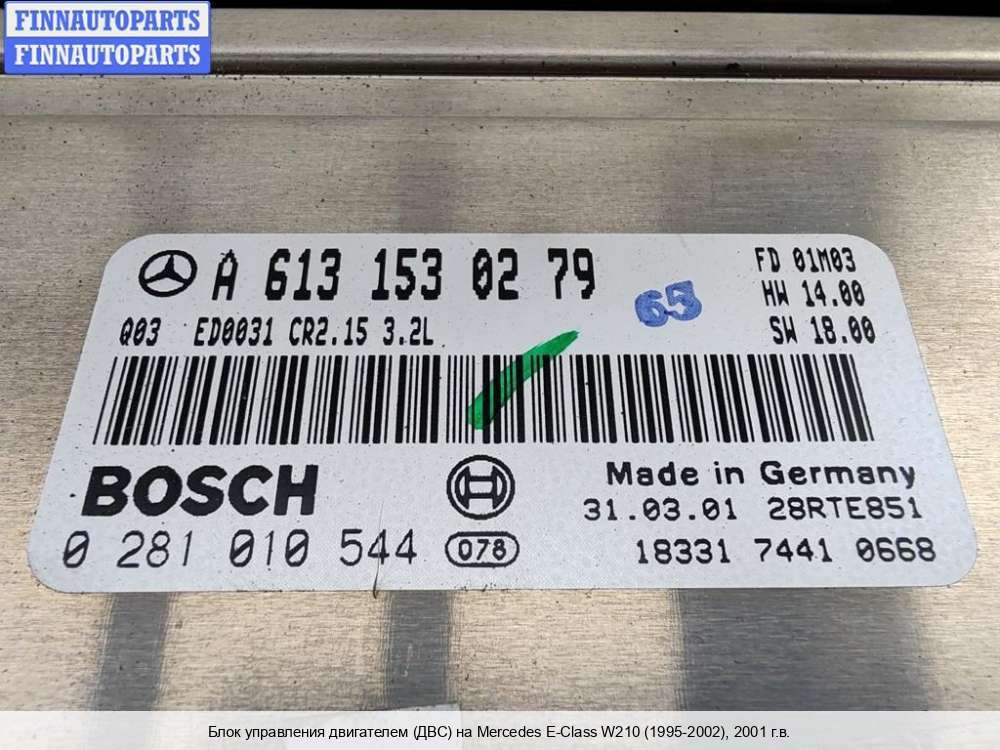 FINNAUTOPARTS
FINNAUTOPARTS
A 613 153 02 79
FD 01M03
HW 14.00
65
Q03 ED0031 CR2.15 3.2L
SW 18.00
BOSCH
Made in Germany
31.03.01 28RTE851
0 281 010 544 078
18331 7441 0668
Блок управления двигателем (ДВС) на Mercedes E-Class W210 (1995-2002), 2001 г.в.